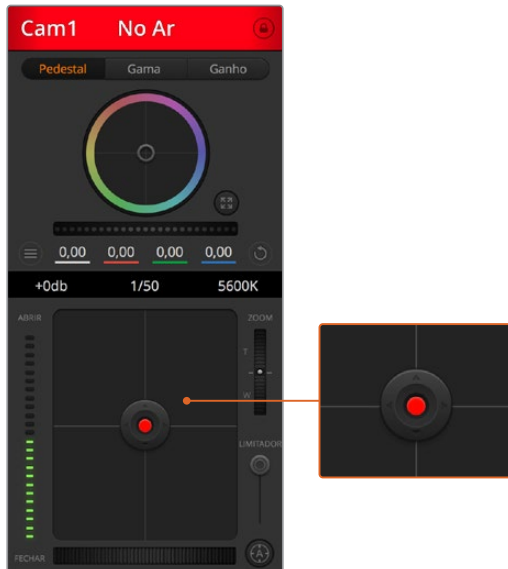 Cam1 No Ar
Pedestal Gama Ganho
0,00 0,00 0,00 0,00
+0db 1/50 5600K
ABRIR ZOOM
T
W
LIMITADOR
FECHAR A